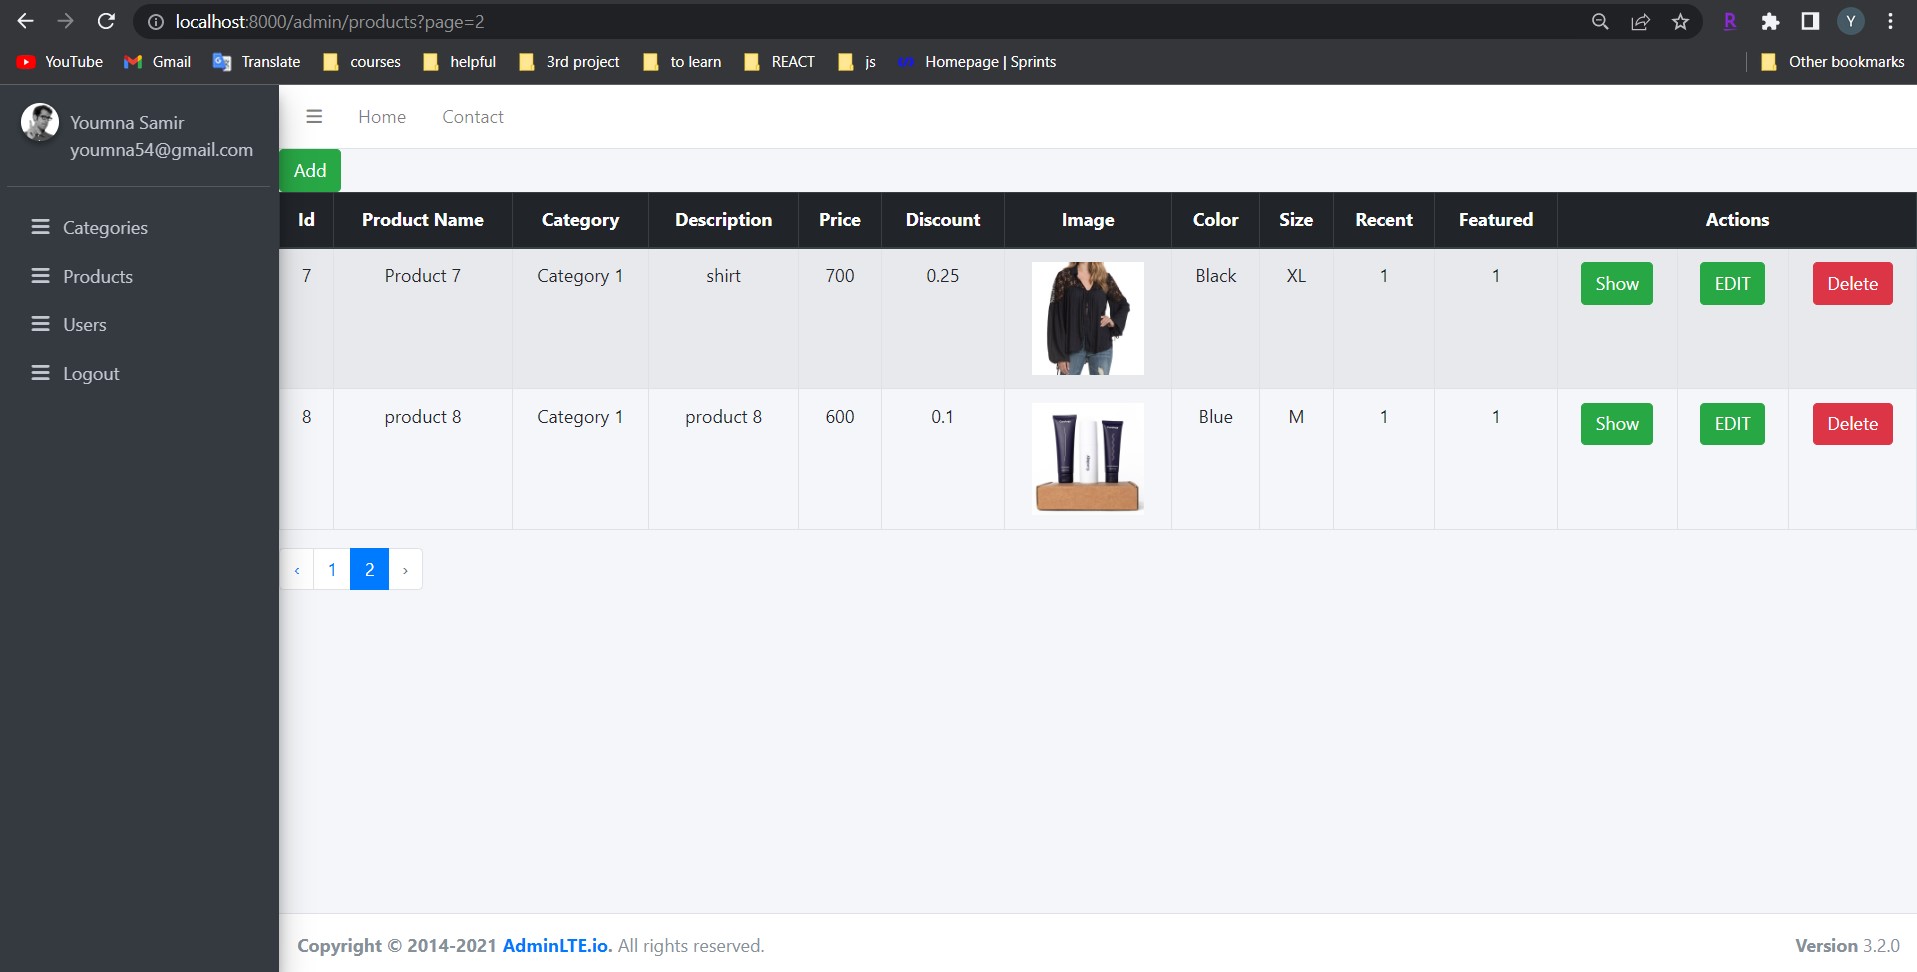 localhost:8000/admin/products?page=2
R
Y
YouTube Gmail Translate courses helpful 3rd project to learn REACT js Homepage | Sprints Other bookmarks
Youmna Samir
youmna54@gmail.com
Categories
Products
Users
Logout
Home Contact
Add
Id Product Name Category Description Price Discount Image Color Size Recent Featured Actions
7 Product 7 Category 1 shirt 700 0.25 Black XL 1 1 Show EDIT Delete
8 product 8 Category 1 product 8 600 0.1 Blue M 1 1 Show EDIT Delete
‹ 1 2 ›
Copyright © 2014-2021 AdminLTE.io. All rights reserved. Version 3.2.0